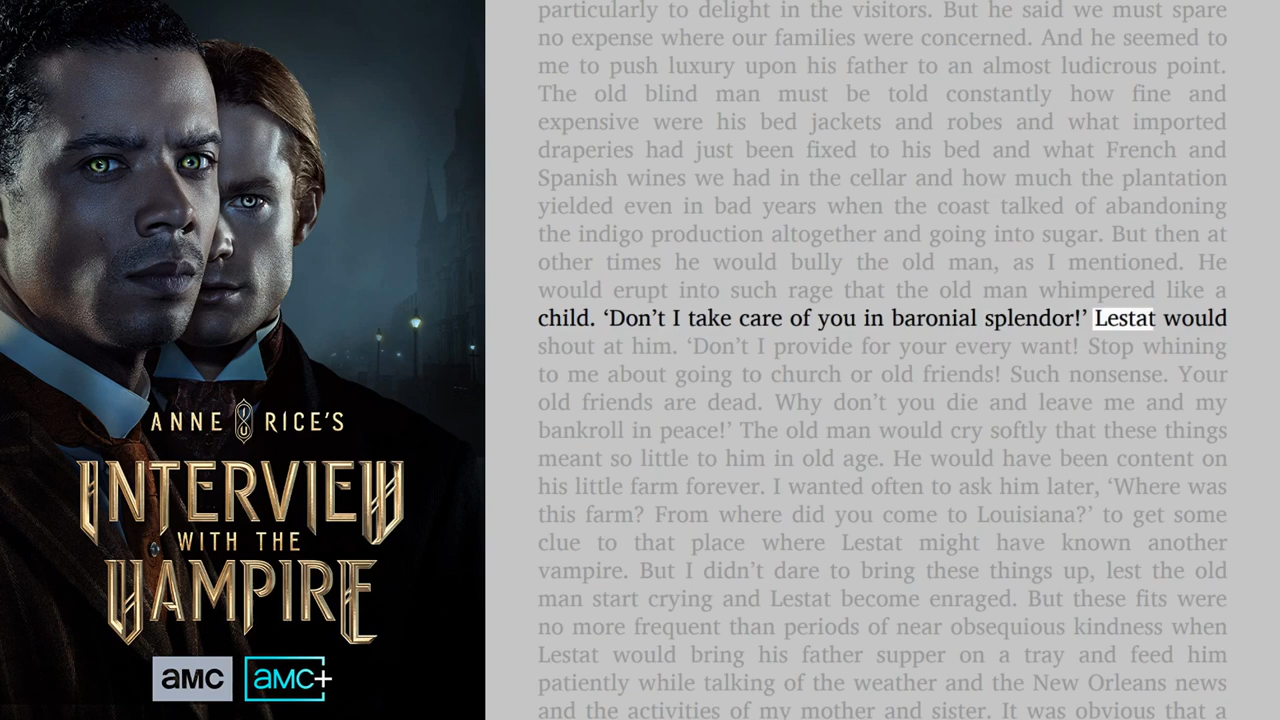 ANNE RICE'S
INTERVIEW
WITH THE
VAMPIRE
aMC
aMC+
particularly to delight in the visitors. But he said we must spare
no expense where our families were concerned. And he seemed to
me to push luxury upon his father to an almost ludicrous point.
The old blind man must be told constantly how fine and
expensive were his bed jackets and robes and what imported
draperies had just been fixed to his bed and what French and
Spanish wines we had in the cellar and how much the plantation
yielded even in bad years when the coast talked of abandoning
the indigo production altogether and going into sugar. But then at
other times he would bully the old man, as I mentioned. He
would erupt into such rage that the old man whimpered like a
child. ‘Don’t I take care of you in baronial splendor!’ Lestat would
shout at him. ‘Don’t I provide for your every want! Stop whining
to me about going to church or old friends! Such nonsense. Your
old friends are dead. Why don’t you die and leave me and my
bankroll in peace!’ The old man would cry softly that these things
meant so little to him in old age. He would have been content on
his little farm forever. I wanted often to ask him later, ‘Where was
this farm? From where did you come to Louisiana?’ to get some
clue to that place where Lestat might have known another
vampire. But I didn’t dare to bring these things up, lest the old
man start crying and Lestat become enraged. But these fits were
no more frequent than periods of near obsequious kindness when
Lestat would bring his father supper on a tray and feed him
patiently while talking of the weather and the New Orleans news
and the activities of my mother and sister. It was obvious that a